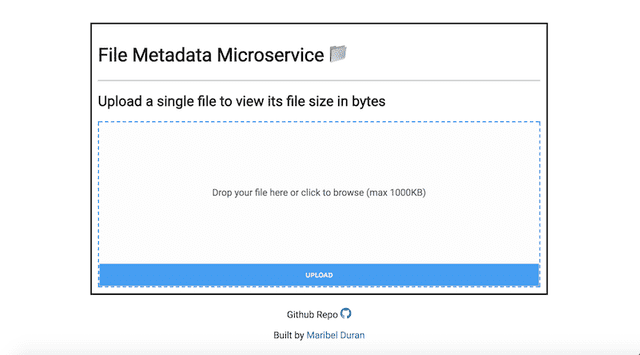 File Metadata Microservice
Upload a single file to view its file size in bytes
Drop your file here or click to browse (max 1000KB)
UPLOAD
Github Repo
Built by Maribel Duran